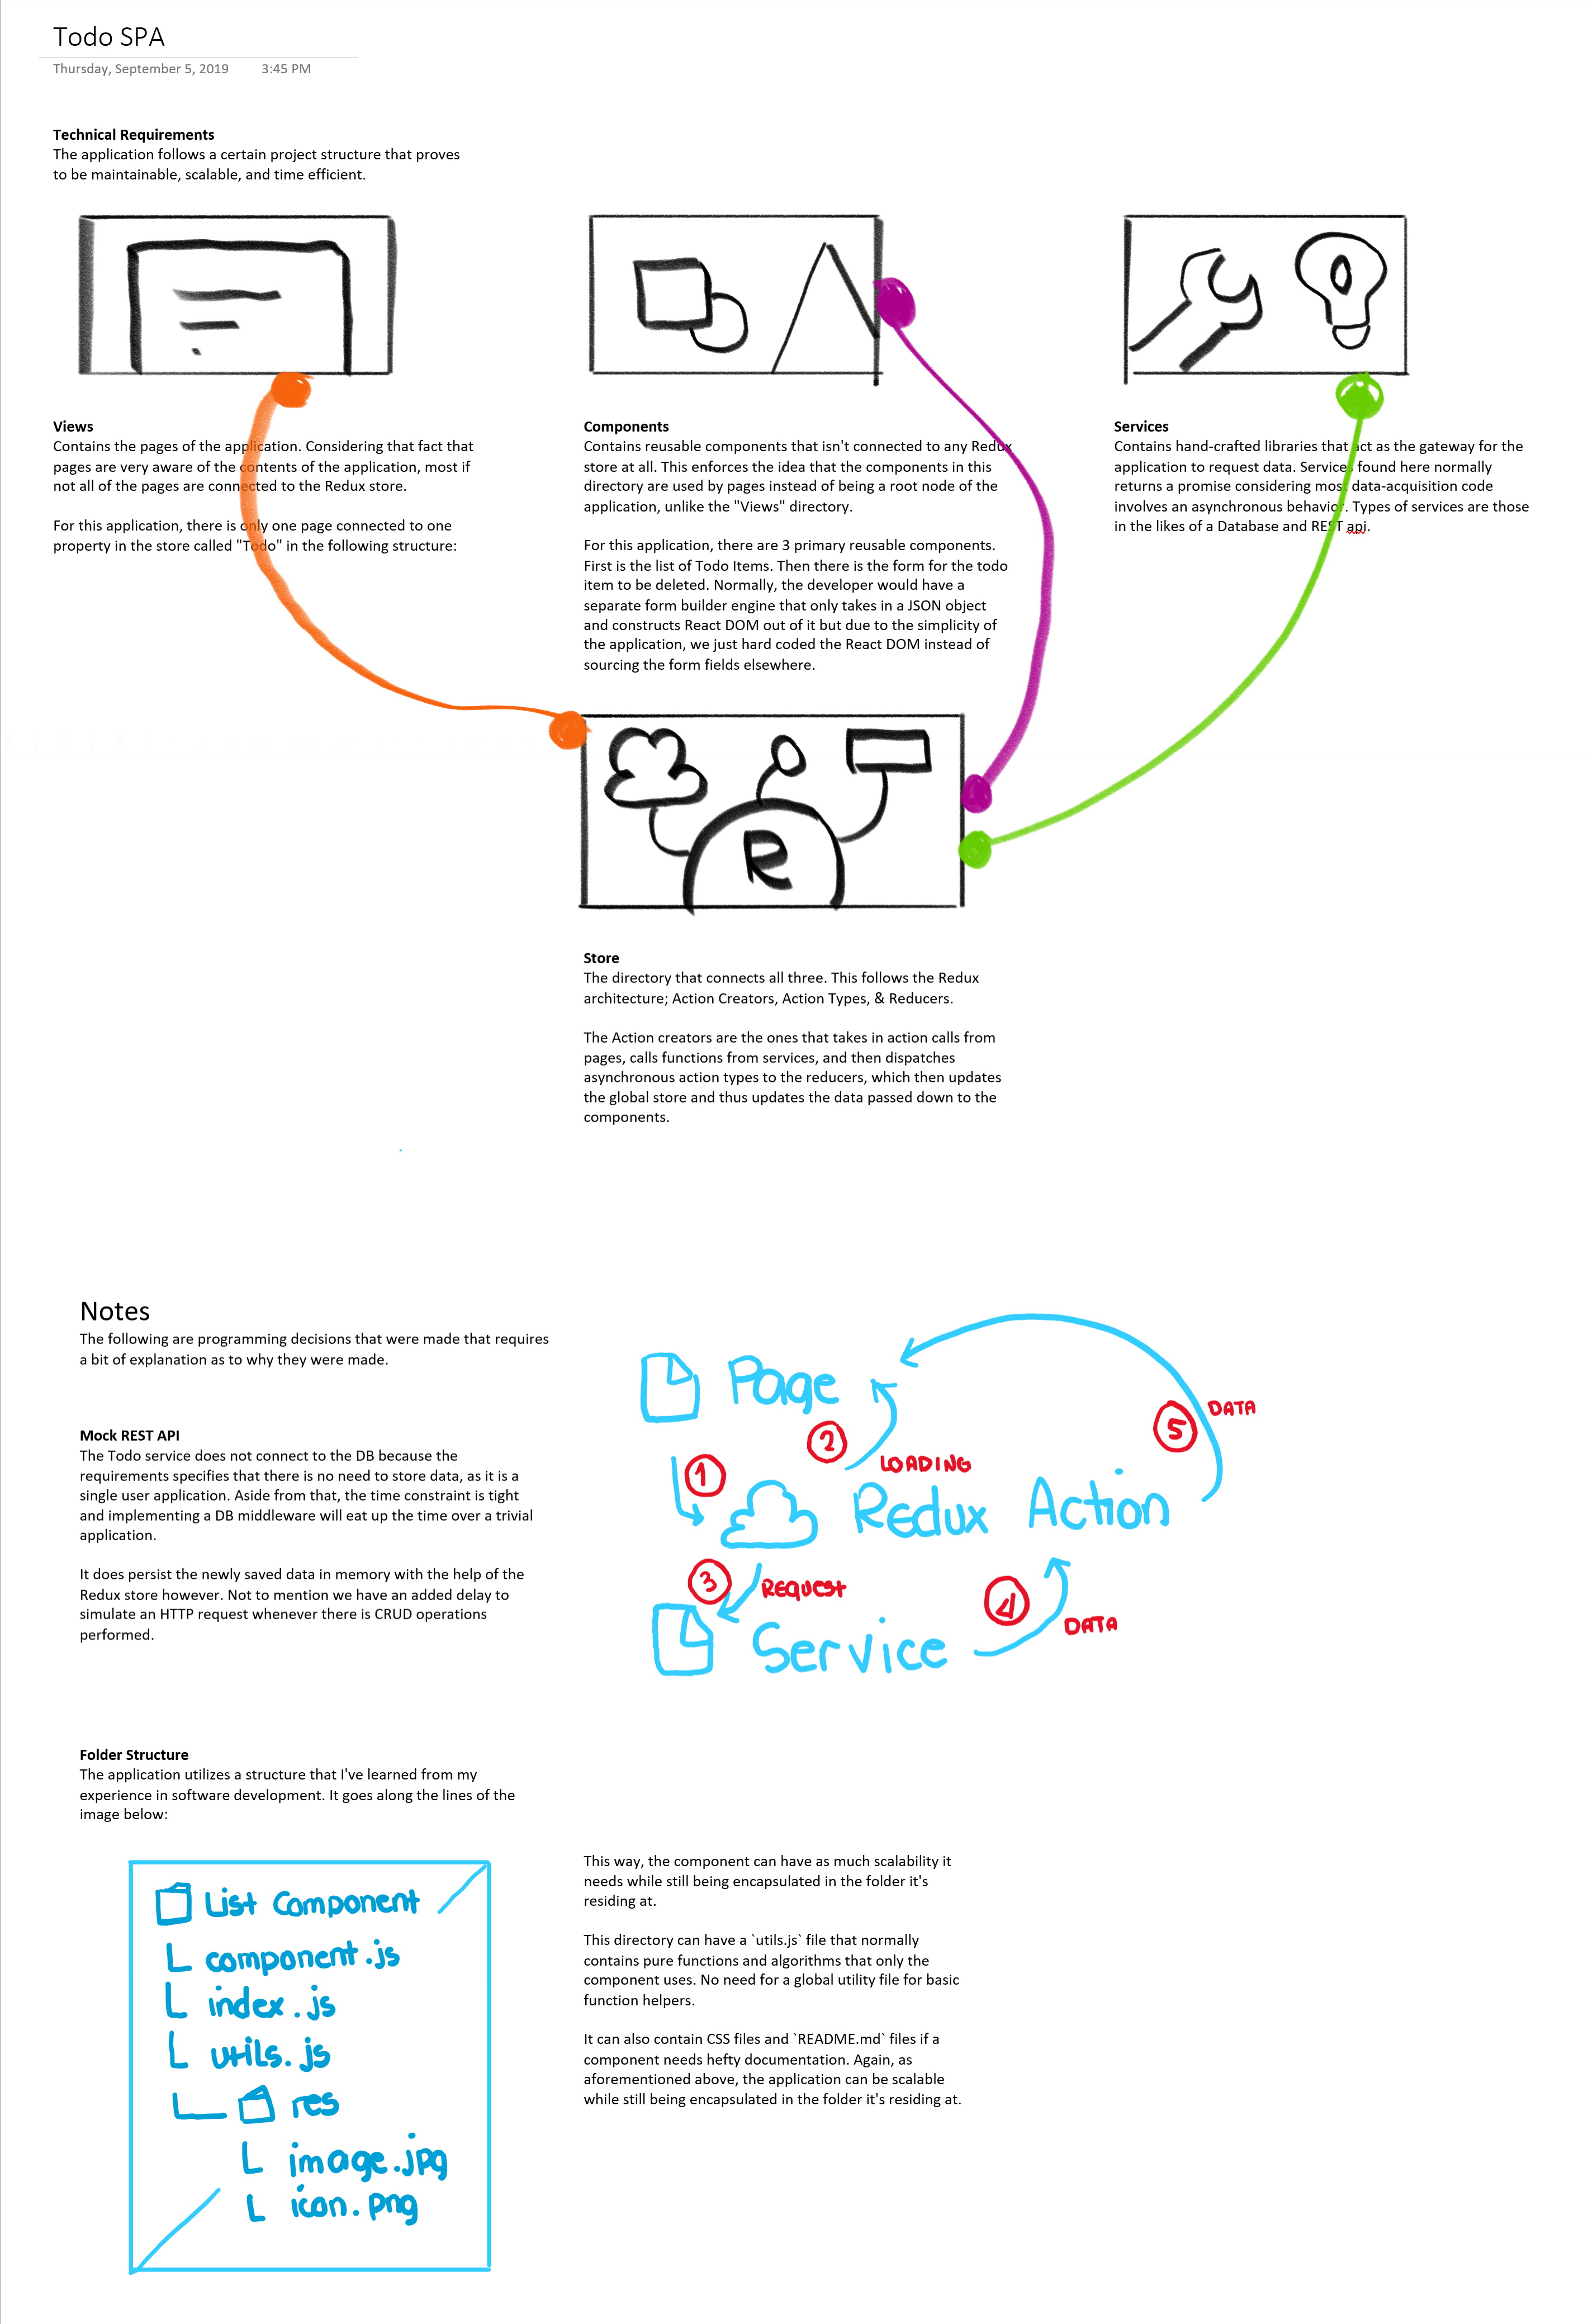 Todo SPA
Thursday, September 5, 2019 3:45 PM
Technical Requirements
The application follows a certain project structure that proves
to be maintainable, scalable, and time efficient.
Views
Contains the pages of the application. Considering that fact that
pages are very aware of the contents of the application, most if
not all of the pages are connected to the Redux store.
For this application, there is only one page connected to one
property in the store called "Todo" in the following structure:
Components
Contains reusable components that isn't connected to any Redux
store at all. This enforces the idea that the components in this
directory are used by pages instead of being a root node of the
application, unlike the "Views" directory.
For this application, there are 3 primary reusable components.
First is the list of Todo Items. Then there is the form for the todo
item to be deleted. Normally, the developer would have a
separate form builder engine that only takes in a JSON object
and constructs React DOM out of it but due to the simplicity of
the application, we just hard coded the React DOM instead of
sourcing the form fields elsewhere.
Services
Contains hand-crafted libraries that act as the gateway for the
application to request data. Services found here normally
returns a promise considering most data-acquisition code
involves an asynchronous behavior. Types of services are those
in the likes of a Database and REST api.
R
Store
The directory that connects all three. This follows the Redux
architecture; Action Creators, Action Types, & Reducers.
The Action creators are the ones that takes in action calls from
pages, calls functions from services, and then dispatches
asynchronous action types to the reducers, which then updates
the global store and thus updates the data passed down to the
components.
Notes
The following are programming decisions that were made that requires
a bit of explanation as to why they were made.
Mock REST API
The Todo service does not connect to the DB because the
requirements specifies that there is no need to store data, as it is a
single user application. Aside from that, the time constraint is tight
and implementing a DB middleware will eat up the time over a trivial
application.
It does persist the newly saved data in memory with the help of the
Redux store however. Not to mention we have an added delay to
simulate an HTTP request whenever there is CRUD operations
performed.
Page
1
2
LOADING
5
DATA
Redux Action
3
REQUEST
4
DATA
Service
Folder Structure
The application utilizes a structure that I've learned from my
experience in software development. It goes along the lines of the
image below:
List Component
component.js
index.js
utils.js
res
image.jpg
icon.png
This way, the component can have as much scalability it
needs while still being encapsulated in the folder it's
residing at.
This directory can have a `utils.js` file that normally
contains pure functions and algorithms that only the
component uses. No need for a global utility file for basic
function helpers.
It can also contain CSS files and `README.md` files if a
component needs hefty documentation. Again, as
aforementioned above, the application can be scalable
while still being encapsulated in the folder it's residing at.